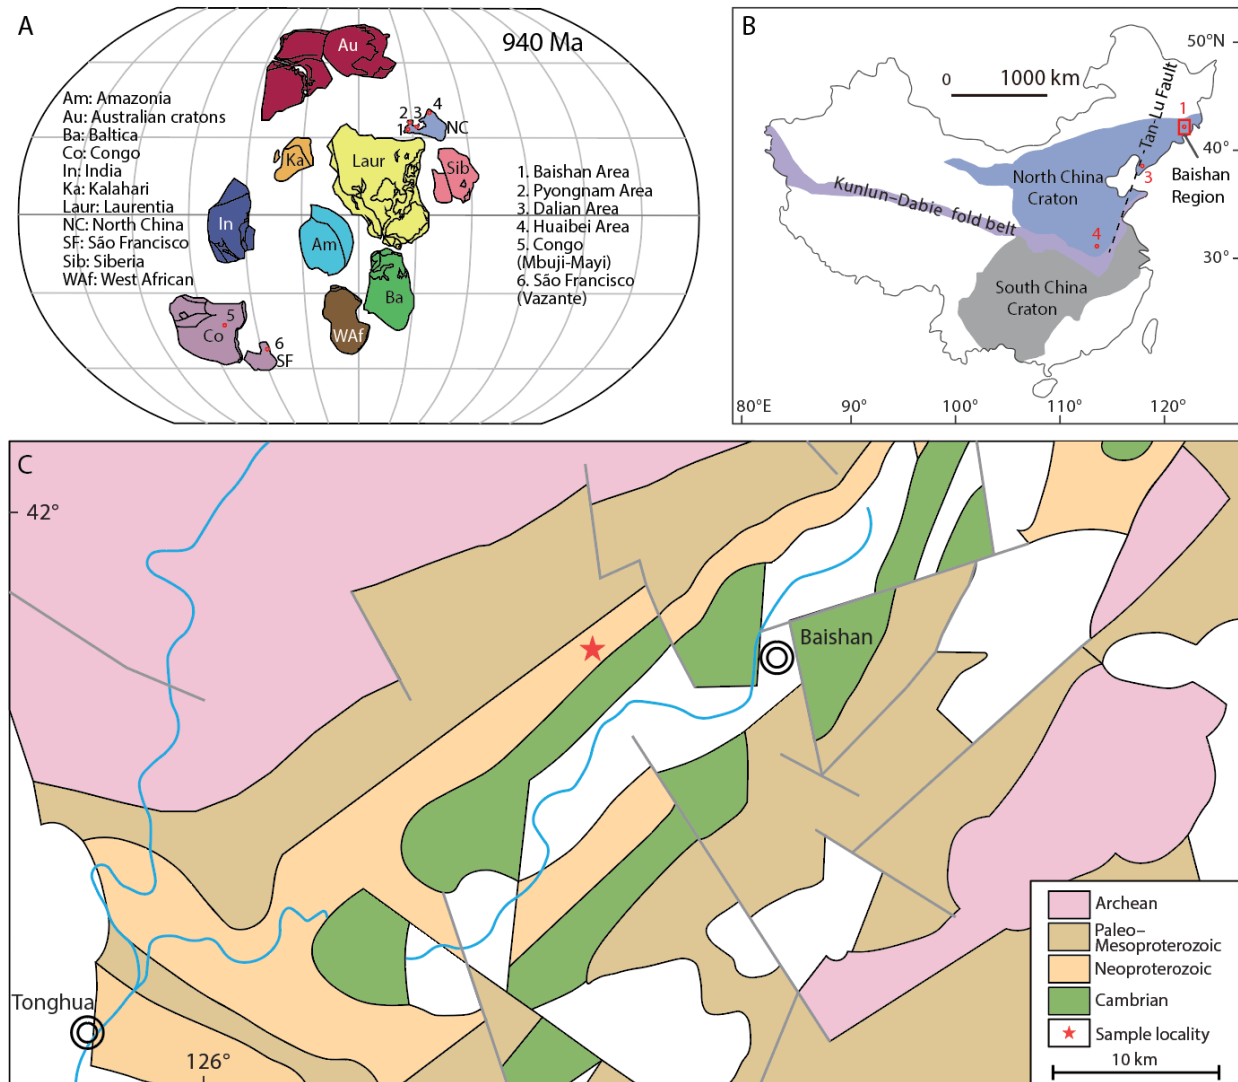 A
940 Ma
Am: Amazonia
Au: Australian cratons
Ba: Baltica
Co: Congo
In: India
Ka: Kalahari
Laur: Laurentia
NC: North China
SF: São Francisco
Sib: Siberia
WAf: West African
Au
2
3
4
1
NC
Ka
Laur
Sib
In
Am
Ba
WAf
Co
5
6
SF
1. Baishan Area
2. Pyongnam Area
3. Dalian Area
4. Huaibei Area
5. Congo
(Mbuji-Mayi)
6. São Francisco
(Vazante)
B
50°N
0
1000 km
Tan-Lu Fault
1
40°
Baishan
Region
3
North China
Craton
Kunlun–Dabie fold belt
4
30°
South China
Craton
80°E
90°
100°
110°
120°
C
42°
Baishan
Tonghua
126°
Archean
Paleo–
Mesoproterozoic
Neoproterozoic
Cambrian
Sample locality
10 km